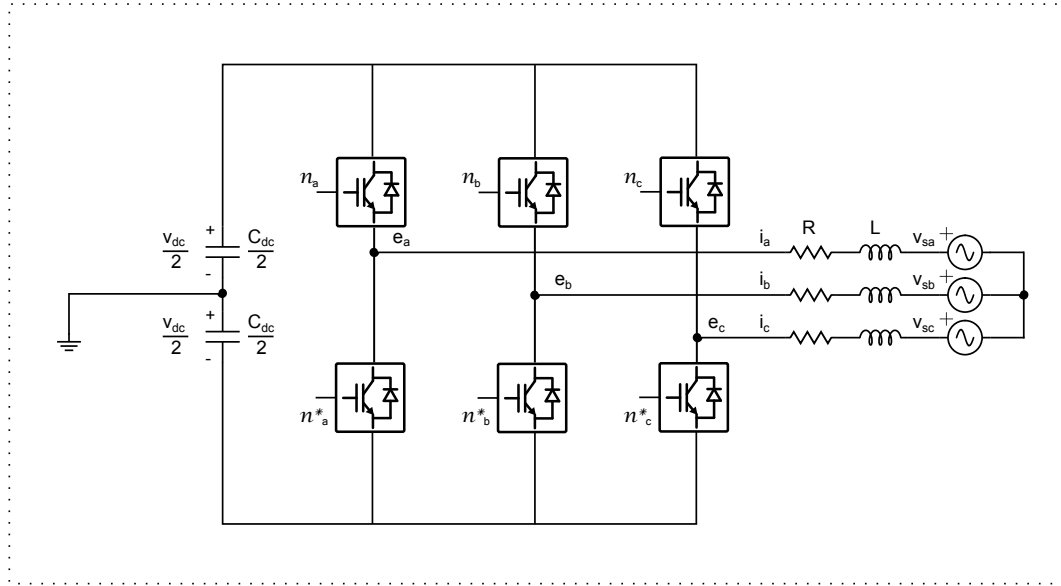 n_a
n_b
n_c
e_a
i_a
R
L
v_sa
+
+
v_dc
2
-
C_dc
2
e_b
i_b
v_sb
+
+
v_dc
2
-
C_dc
2
e_c
i_c
v_sc
+
n*_a
n*_b
n*_c